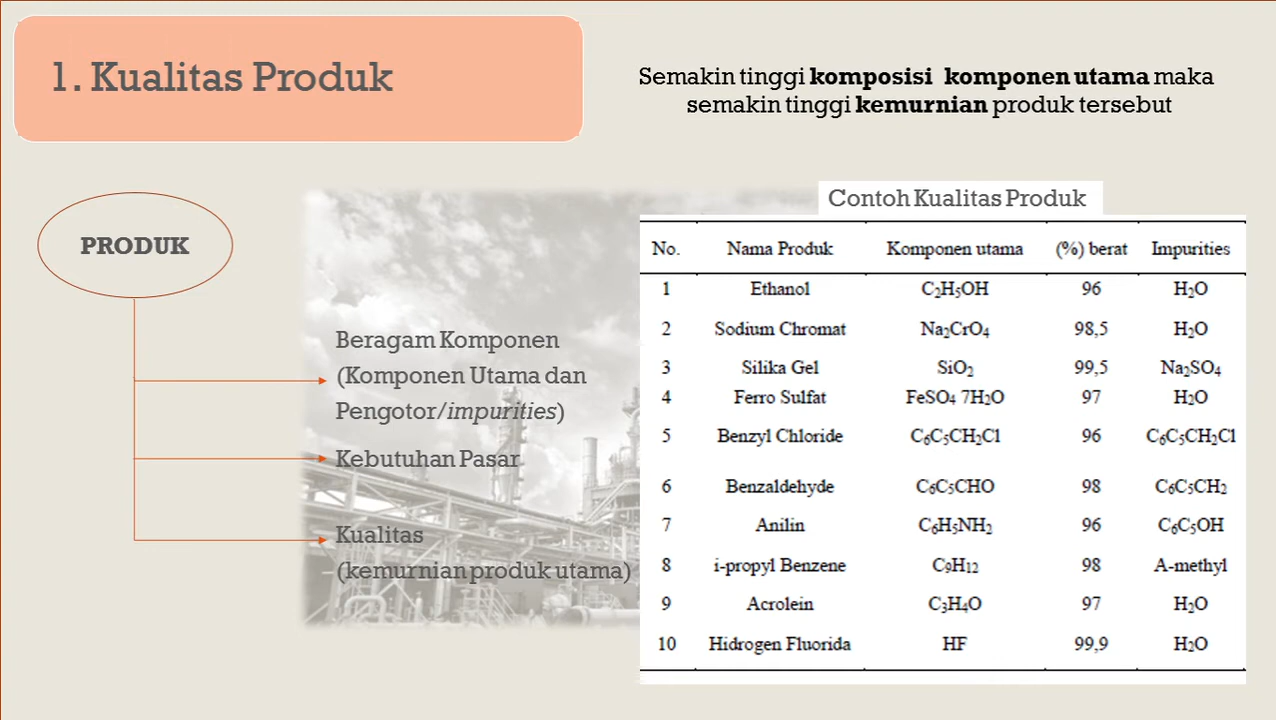 1. Kualitas Produk
Semakin tinggi komposisi komponen utama maka
semakin tinggi kemurnian produk tersebut
PRODUK
Beragam Komponen
(Komponen Utama dan
Pengotor/impurities)
Kebutuhan Pasar
Kualitas
(kemurnian produk utama)
Contoh Kualitas Produk
No. Nama Produk Komponen utama (%) berat Impurities
1 Ethanol C₂H₅OH 96 H₂O
2 Sodium Chromat Na₂CrO₄ 98,5 H₂O
3 Silika Gel SiO₂ 99,5 Na₂SO₄
4 Ferro Sulfat FeSO₄ 7H₂O 97 H₂O
5 Benzyl Chloride C₆C₅CH₂Cl 96 C₆C₅CH₂Cl
6 Benzaldehyde C₆C₅CHO 98 C₆C₅CH₂
7 Anilin C₆H₅NH₂ 96 C₆C₅OH
8 i-propyl Benzene C₉H₁₂ 98 A-methyl
9 Acrolein C₃H₄O 97 H₂O
10 Hidrogen Fluorida HF 99,9 H₂O